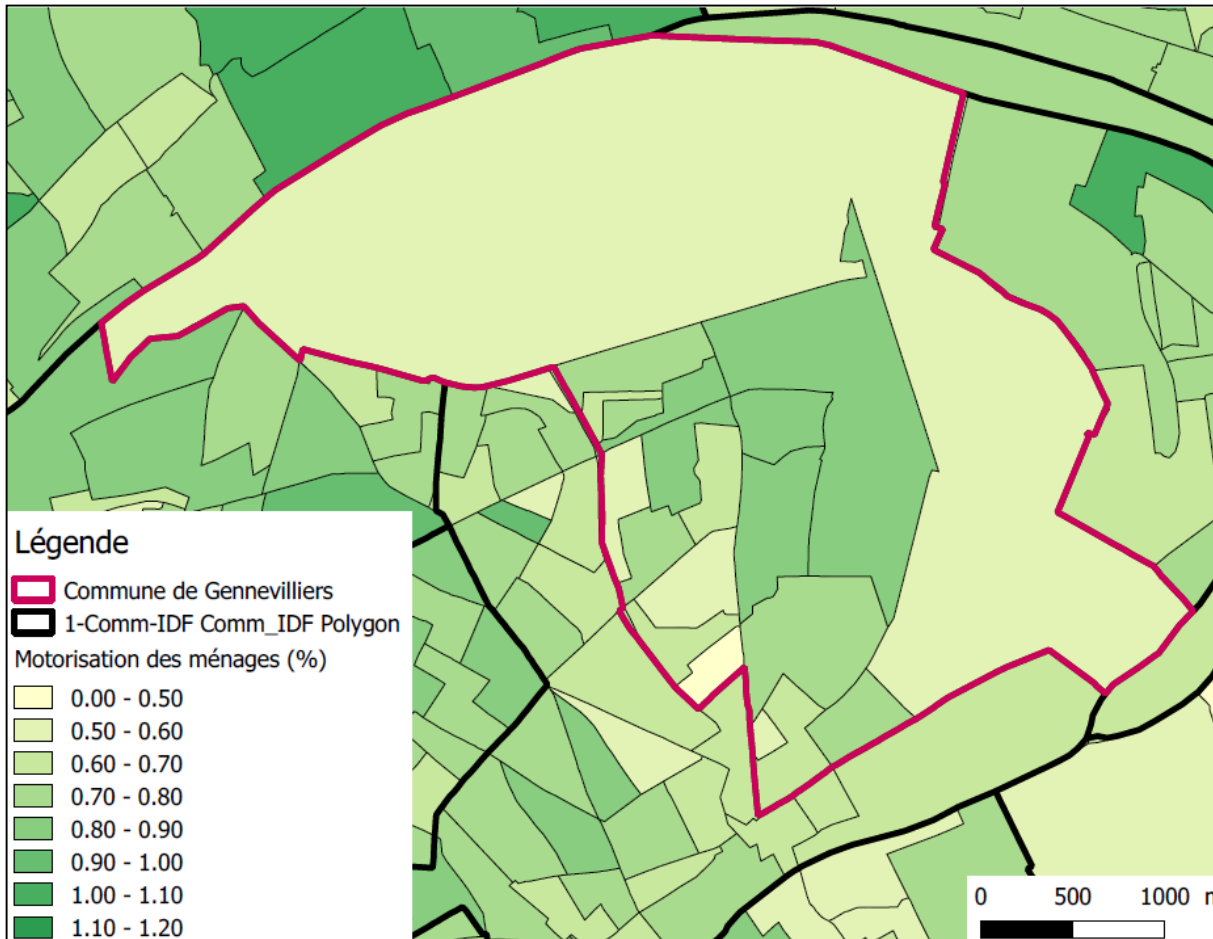 Légende
Commune de Gennevilliers
1-Comm-IDF Comm_IDF Polygon
Motorisation des ménages (%)
0.00 - 0.50
0.50 - 0.60
0.60 - 0.70
0.70 - 0.80
0.80 - 0.90
0.90 - 1.00
1.00 - 1.10
1.10 - 1.20
0 500 1000